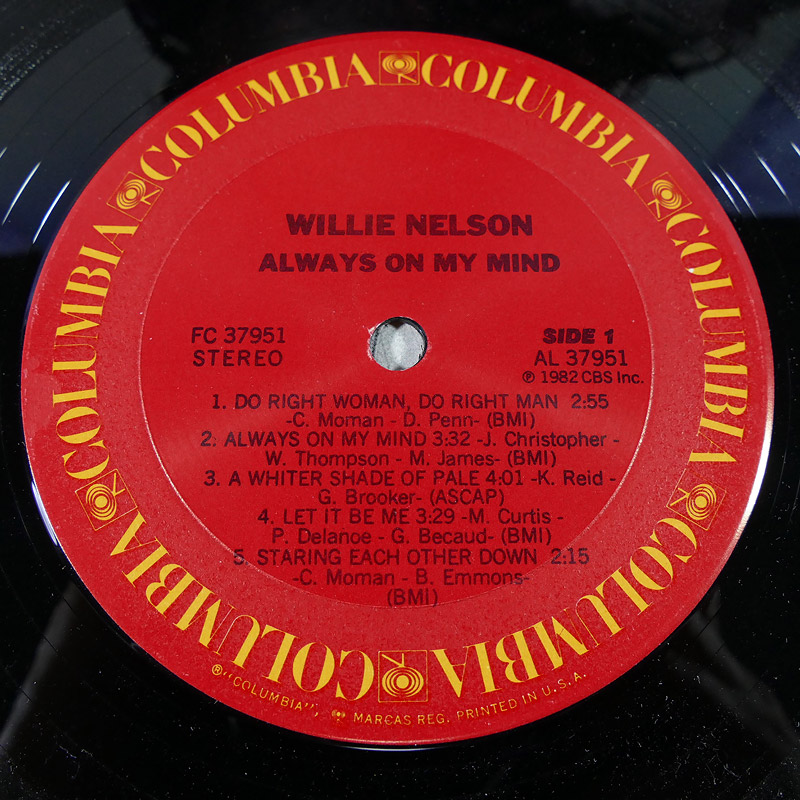 COLUMBIA COLUMBIA COLUMBIA COLUMBIA COLUMBIA COLUMBIA COLUMBIA COLUMBIA
WILLIE NELSON
ALWAYS ON MY MIND
FC 37951
STEREO
SIDE 1
AL 37951
℗ 1982 CBS Inc.
1. DO RIGHT WOMAN, DO RIGHT MAN 2:55
-C. Moman - D. Penn- (BMI)
2. ALWAYS ON MY MIND 3:32 -J. Christopher -
W. Thompson - M. James- (BMI)
3. A WHITER SHADE OF PALE 4:01 -K. Reid -
G. Brooker- (ASCAP)
4. LET IT BE ME 3:29 -M. Curtis -
P. Delanoe - G. Becaud- (BMI)
5. STARING EACH OTHER DOWN 2:15
-C. Moman - B. Emmons-
(BMI)
® "COLUMBIA", MARCAS REG. PRINTED IN U.S.A.